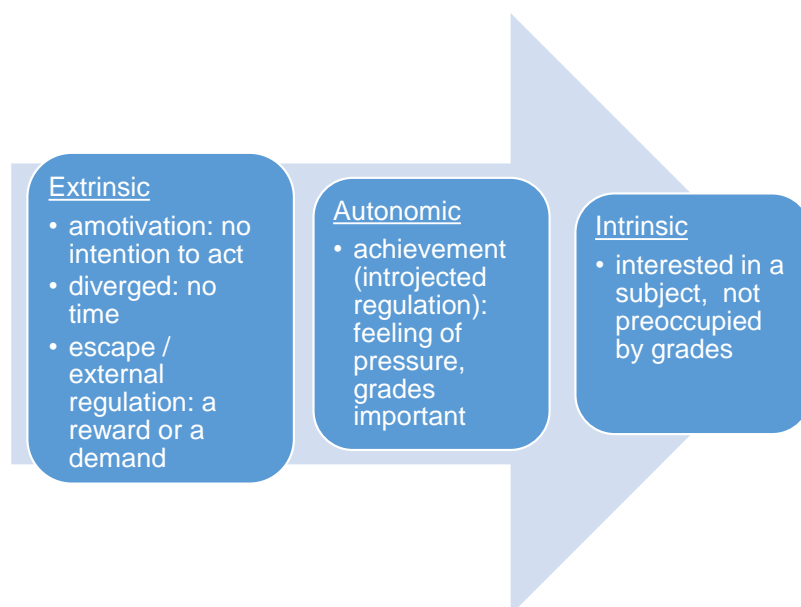 Extrinsic
• amotivation: no
intention to act
• diverged: no
time
• escape /
external
regulation: a
reward or a
demand
Autonomic
• achievement
(introjected
regulation):
feeling of
pressure,
grades
important
Intrinsic
• interested in a
subject, not
preoccupied
by grades